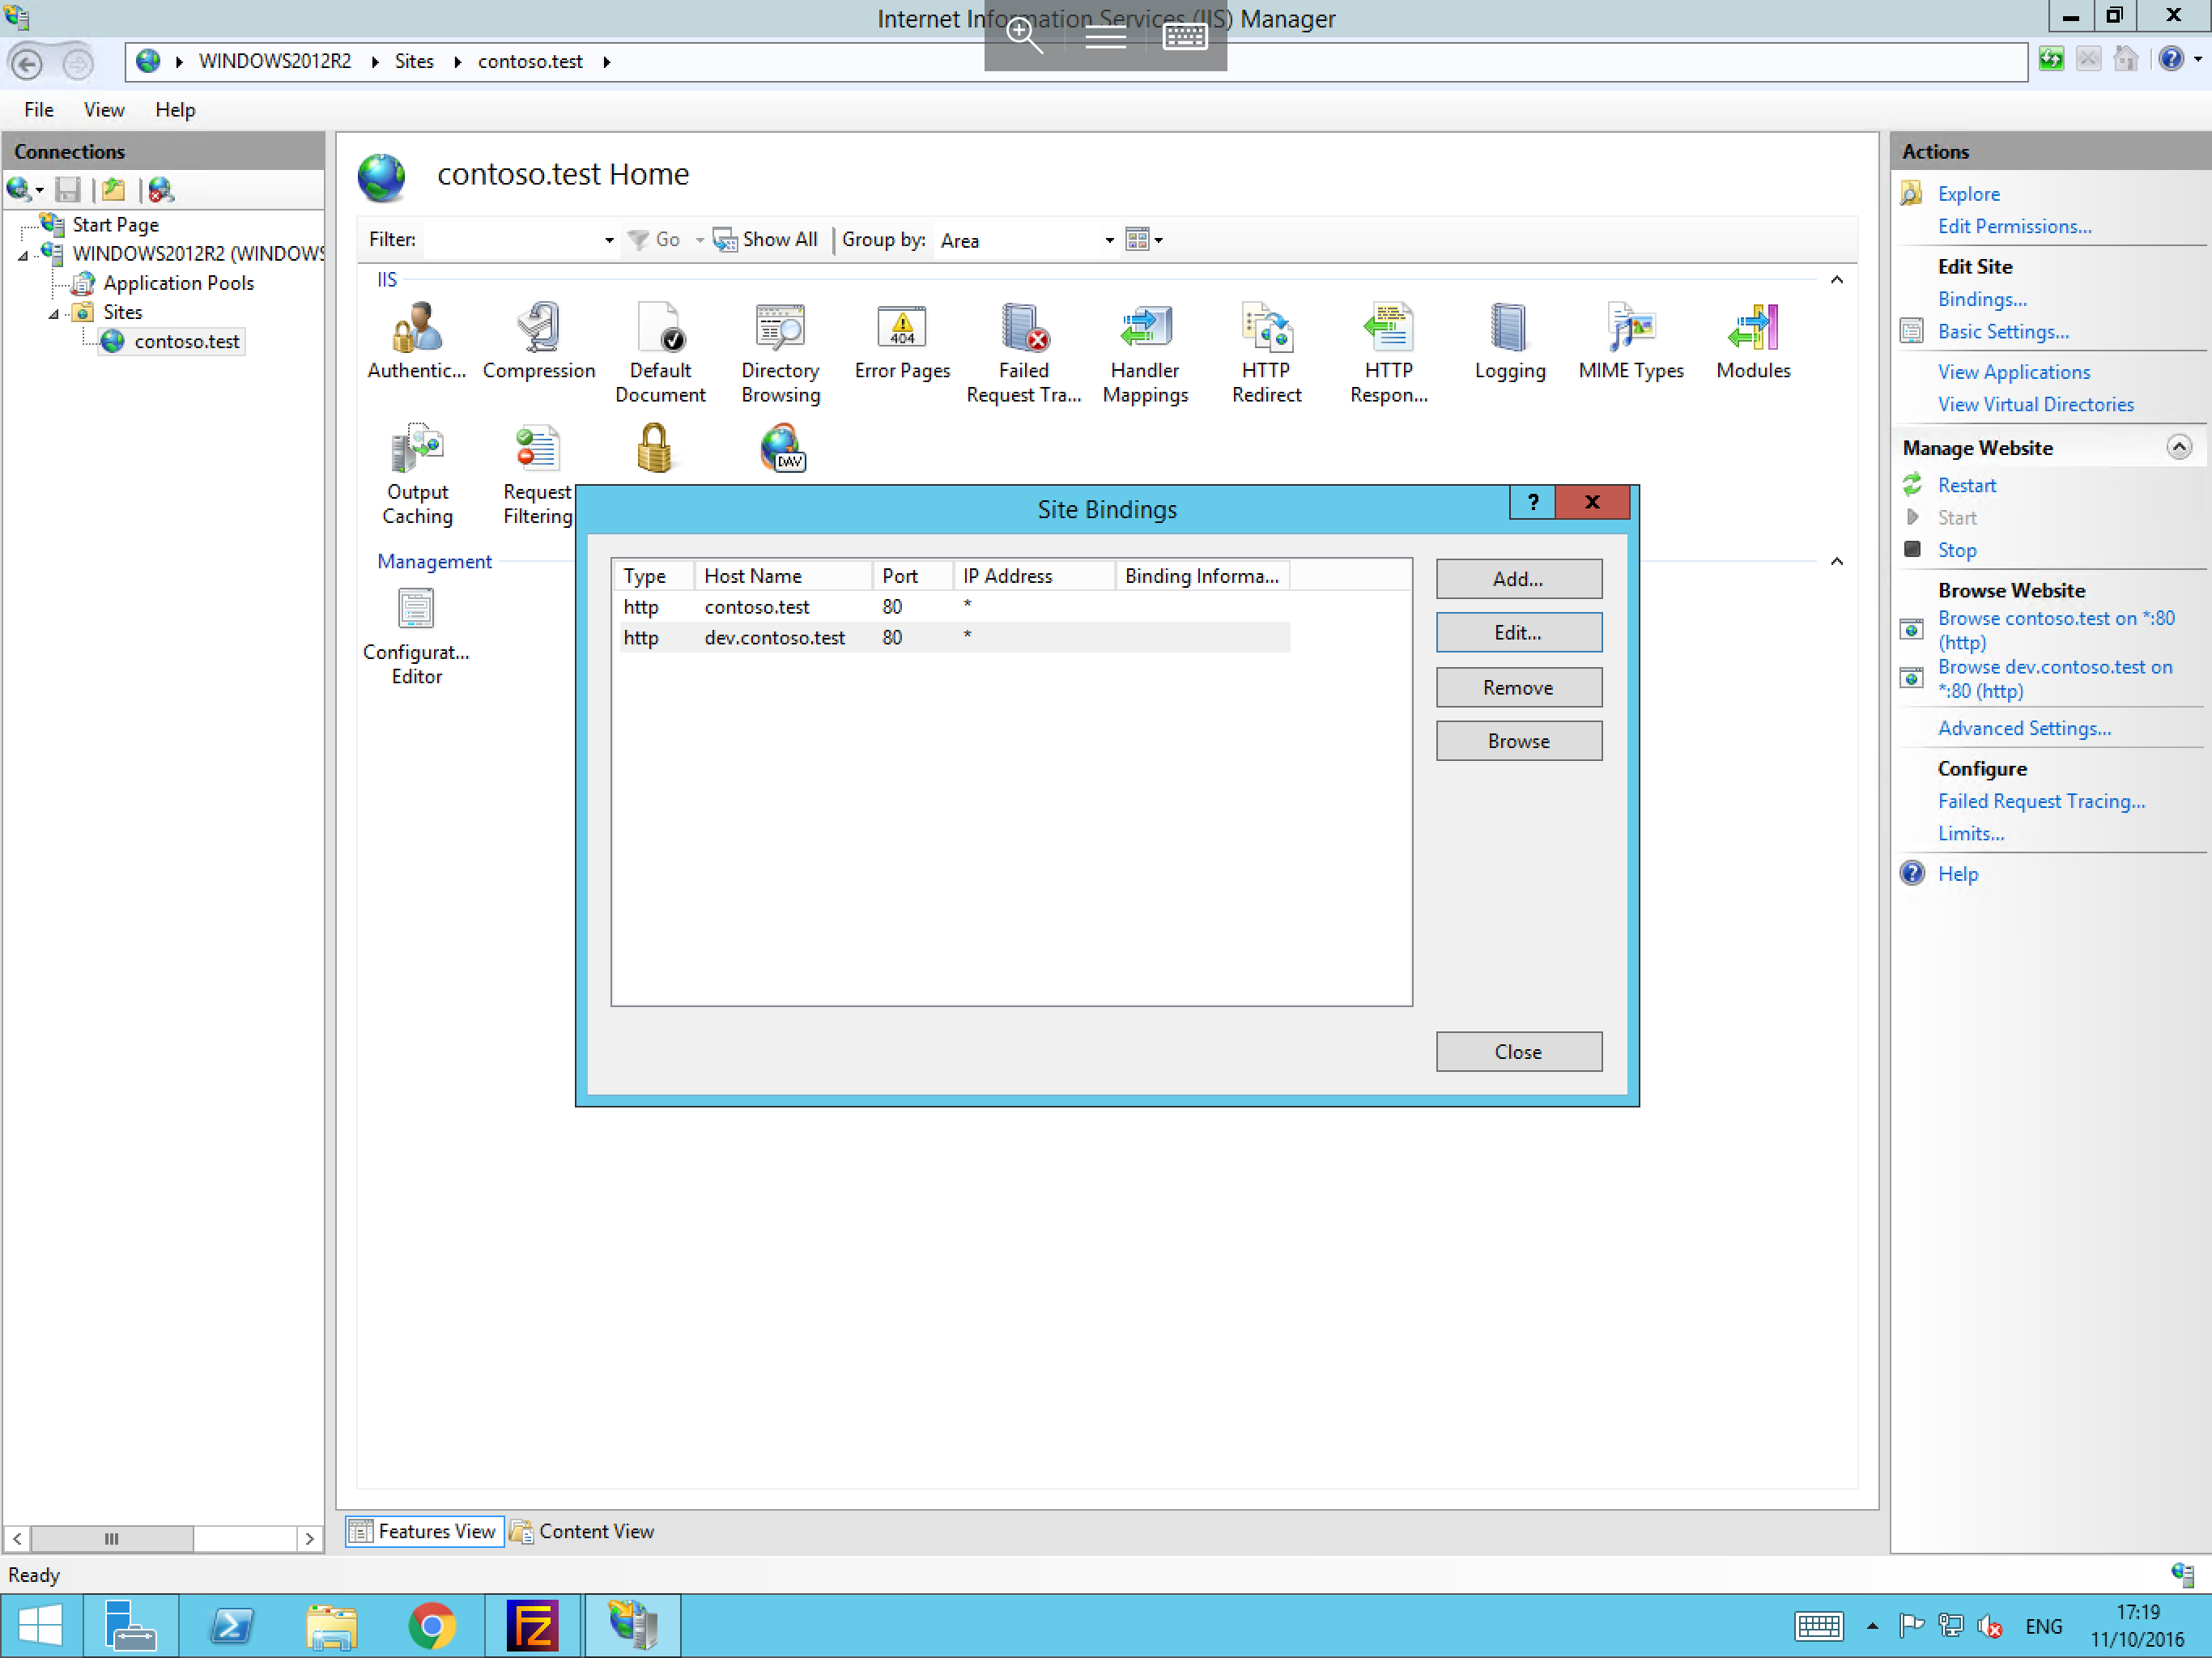 Internet Information Services (IIS) Manager
WINDOWS2012R2 Sites contoso.test
File View Help
Connections
Start Page
WINDOWS2012R2 (WINDOWS
Application Pools
Sites
contoso.test
contoso.test Home
Filter: Go Show All Group by: Area
IIS
Authentic... Compression Default Document Directory Browsing Error Pages Failed Request Tra... Handler Mappings HTTP Redirect HTTP Respon... Logging MIME Types Modules
404
DAV
Output Caching Request Filtering
Management
Configurat... Editor
Site Bindings
?
Type Host Name Port IP Address Binding Informa...
http contoso.test 80 *
http dev.contoso.test 80 *
Add...
Edit...
Remove
Browse
Close
Features View Content View
Actions
Explore
Edit Permissions...
Edit Site
Bindings...
Basic Settings...
View Applications
View Virtual Directories
Manage Website
Restart
Start
Stop
Browse Website
Browse contoso.test on *:80
(http)
Browse dev.contoso.test on
*:80 (http)
Advanced Settings...
Configure
Failed Request Tracing...
Limits...
Help
Ready
FZ
ENG
17:19
11/10/2016